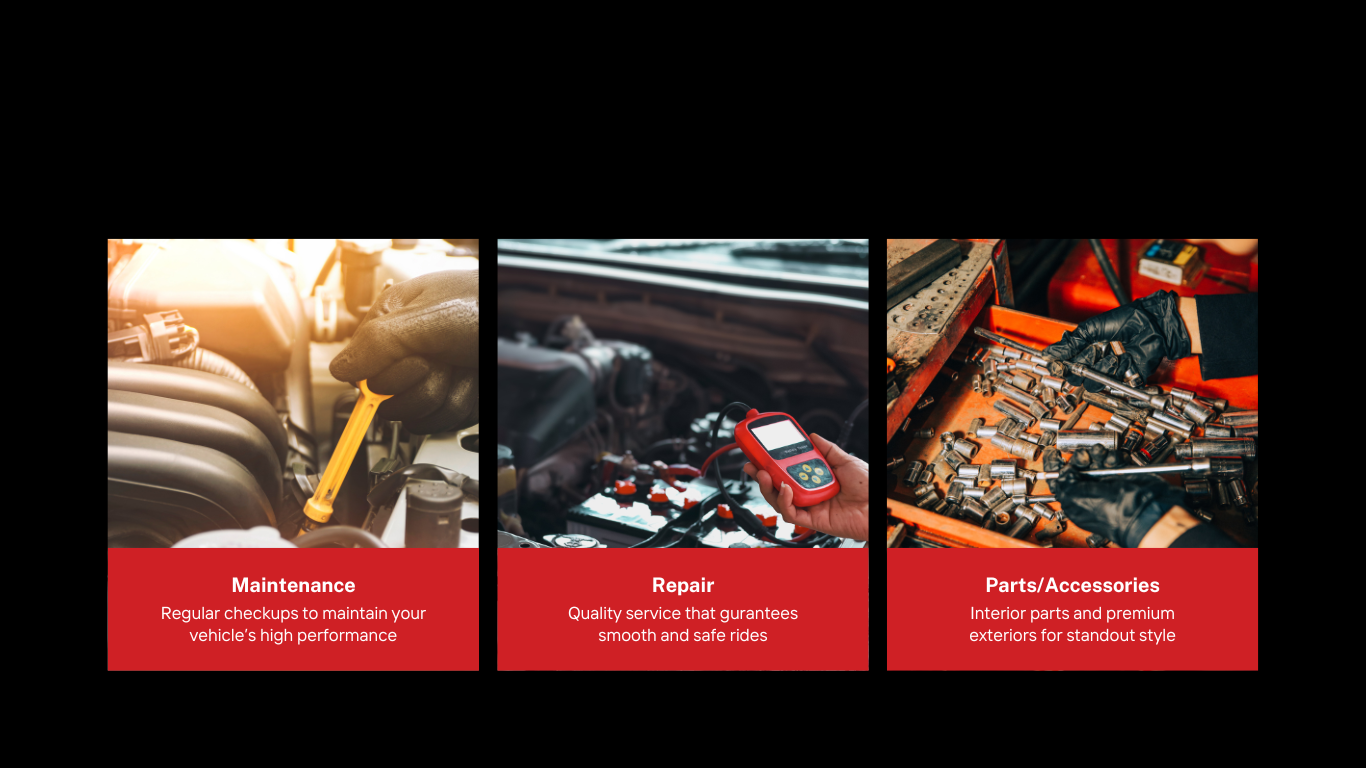 Maintenance
Regular checkups to maintain your
vehicle's high performance
Repair
Quality service that gurantees
smooth and safe rides
Parts/Accessories
Interior parts and premium
exteriors for standout style